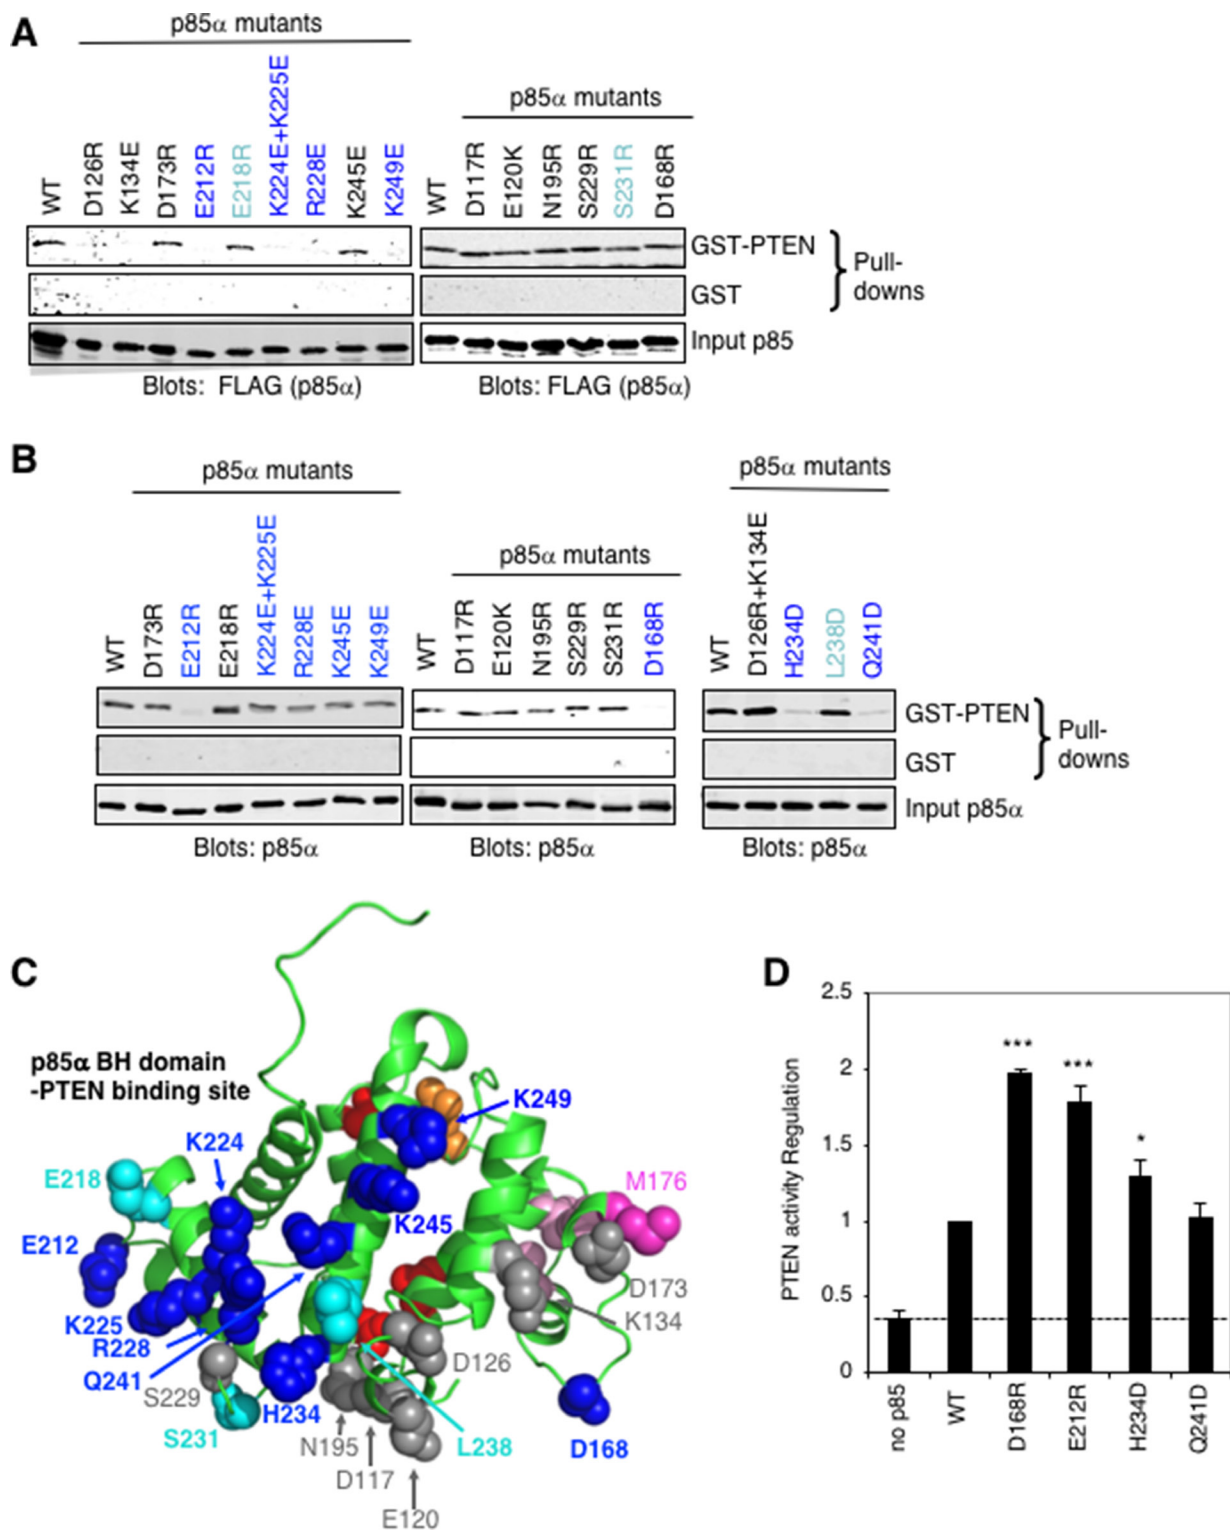 A
p85α mutants
WT
D126R
K134E
D173R
E212R
E218R
K224E+K225E
R228E
K245E
K249E
p85α mutants
WT
D117R
E120K
N195R
S229R
S231R
D168R
GST-PTEN
GST
Pull-
downs
Input p85
Blots: FLAG (p85α)
Blots: FLAG (p85α)
B
p85α mutants
WT
D173R
E212R
E218R
K224E+K225E
R228E
K245E
K249E
p85α mutants
WT
D117R
E120K
N195R
S229R
S231R
D168R
p85α mutants
WT
D126R+K134E
H234D
L238D
Q241D
GST-PTEN
GST
Pull-
downs
Input p85α
Blots: p85α
Blots: p85α
Blots: p85α
C
p85α BH domain
-PTEN binding site
K249
K224
E218
M176
K245
E212
D173
K134
K225
R228
D126
Q241
S229
H234
S231
N195
L238
D168
D117
E120
D
PTEN activity Regulation
2.5
2
1.5
1
0.5
0
***
***
*
no p85
WT
D168R
E212R
H234D
Q241D